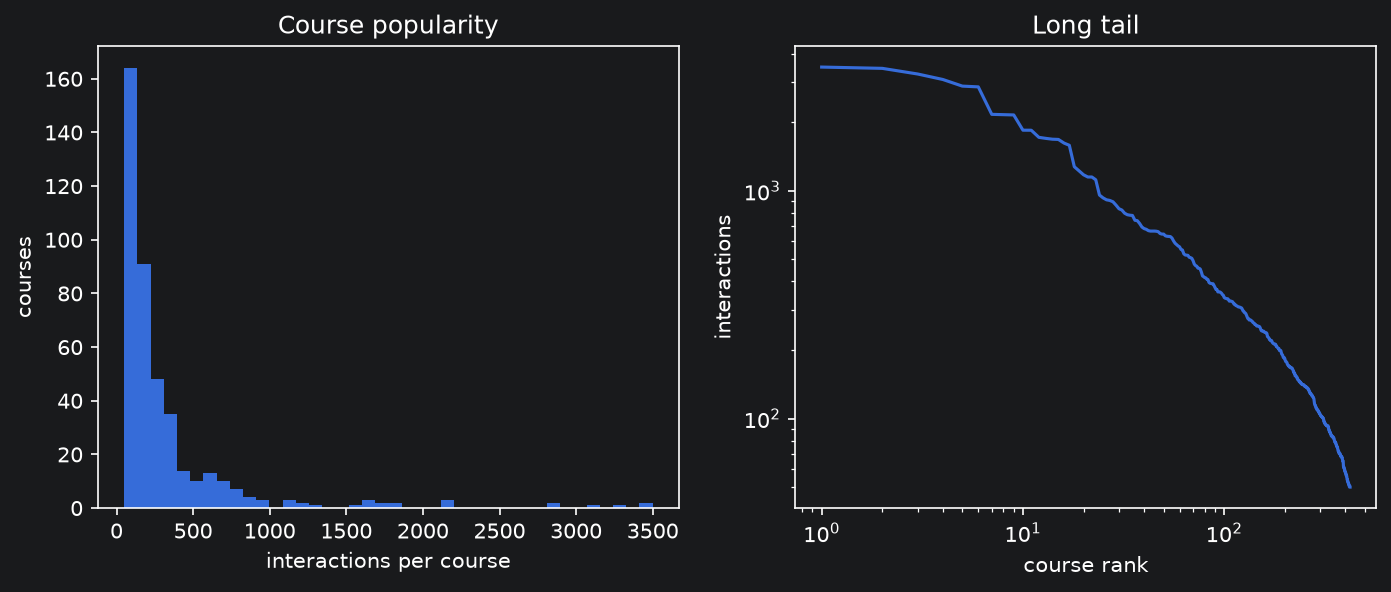 Course popularity
courses
160
140
120
100
80
60
40
20
0
0 500 1000 1500 2000 2500 3000 3500
interactions per course
Long tail
interactions
10³
10²
10⁰ 10¹ 10²
course rank